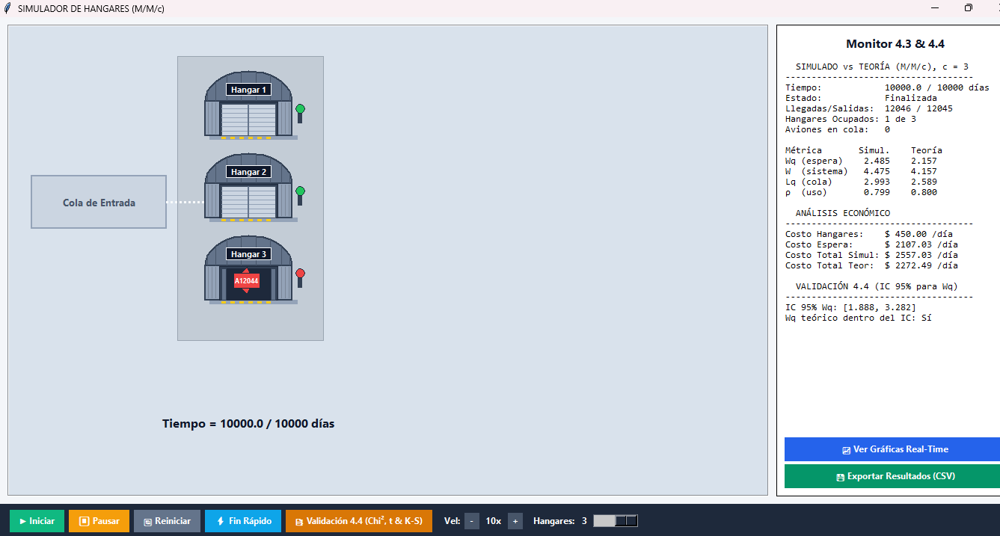 SIMULADOR DE HANGARES (M/M/c)
Hangar 1
Hangar 2
Cola de Entrada
Hangar 3
A12044
Tiempo = 10000.0 / 10000 días
Monitor 4.3 & 4.4
SIMULADO vs TEORÍA (M/M/c), c = 3
------------------------------------
Tiempo: 10000.0 / 10000 días
Estado: Finalizada
Llegadas/Salidas: 12046 / 12045
Hangares Ocupados: 1 de 3
Aviones en cola: 0
Métrica Simul. Teoría
Wq (espera) 2.485 2.157
W (sistema) 4.475 4.157
Lq (cola) 2.993 2.589
ρ (uso) 0.799 0.800
ANÁLISIS ECONÓMICO
------------------------------------
Costo Hangares: $ 450.00 /día
Costo Espera: $ 2107.03 /día
Costo Total Simul: $ 2557.03 /día
Costo Total Teor: $ 2272.49 /día
VALIDACIÓN 4.4 (IC 95% para Wq)
------------------------------------
IC 95% Wq: [1.888, 3.282]
Wq teórico dentro del IC: Sí
Ver Gráficas Real-Time
Exportar Resultados (CSV)
Iniciar Pausar Reiniciar Fin Rápido Validación 4.4 (Chi², t & K-S) Vel: - 10x + Hangares: 3